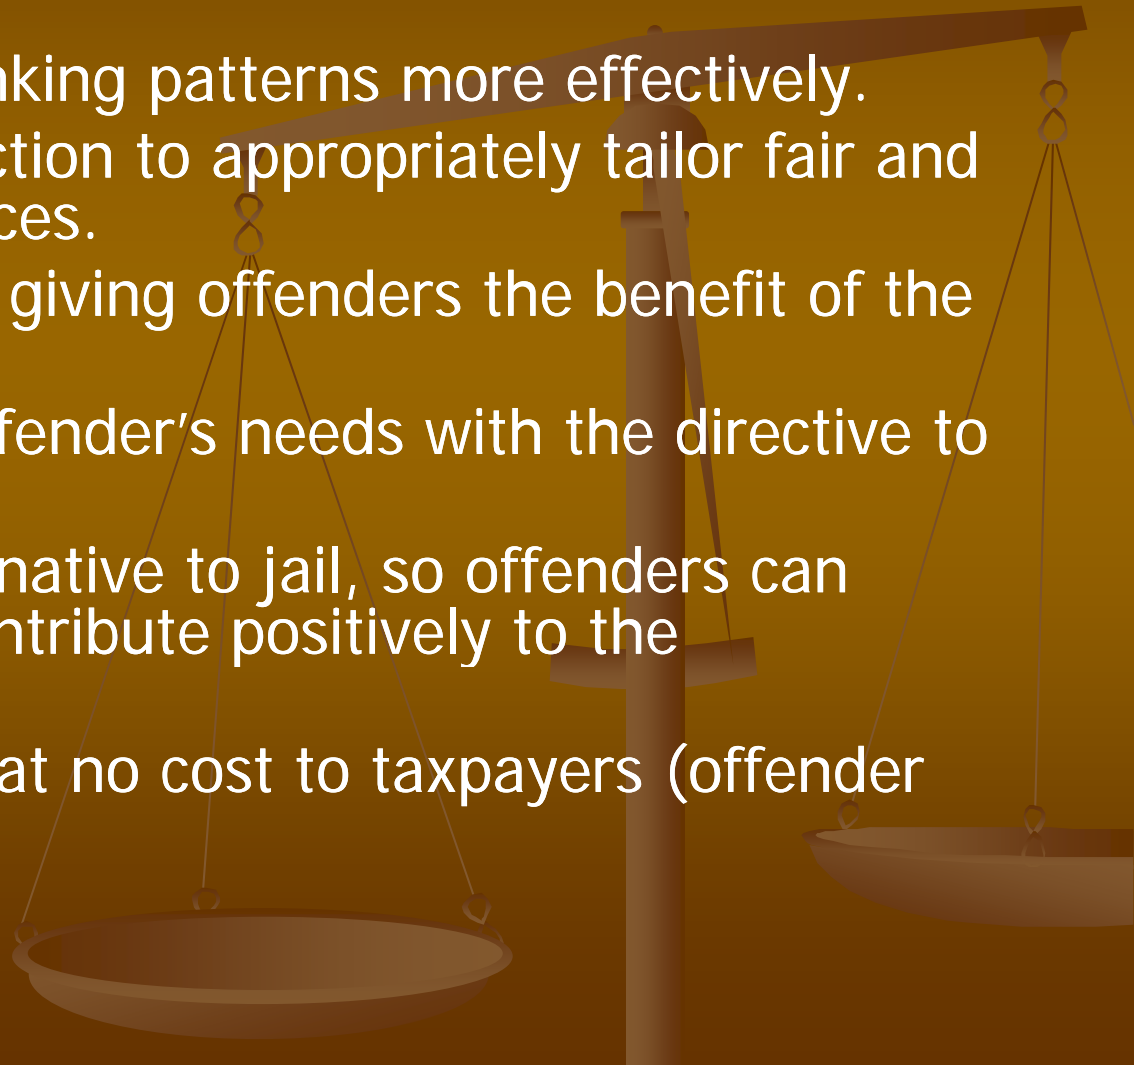 nking patterns more effectively.
ction to appropriately tailor fair and
ces.
giving offenders the benefit of the
fender's needs with the directive to
native to jail, so offenders can
ntribute positively to the
at no cost to taxpayers (offender